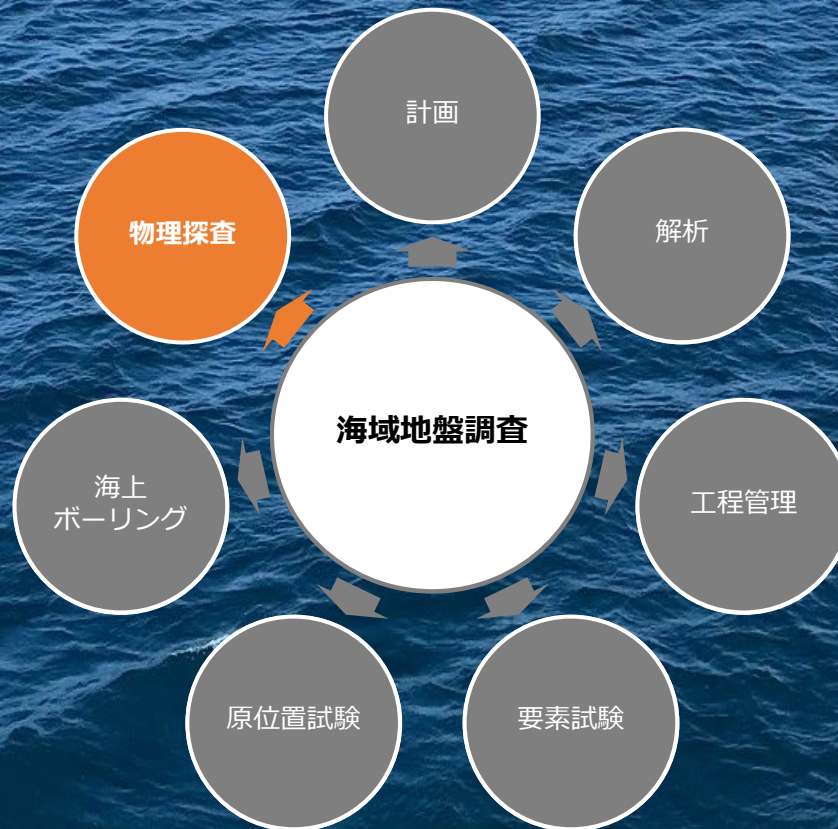 計画
物理探査
解析
海域地盤調査
海上
ボーリング
工程管理
原位置試験
要素試験